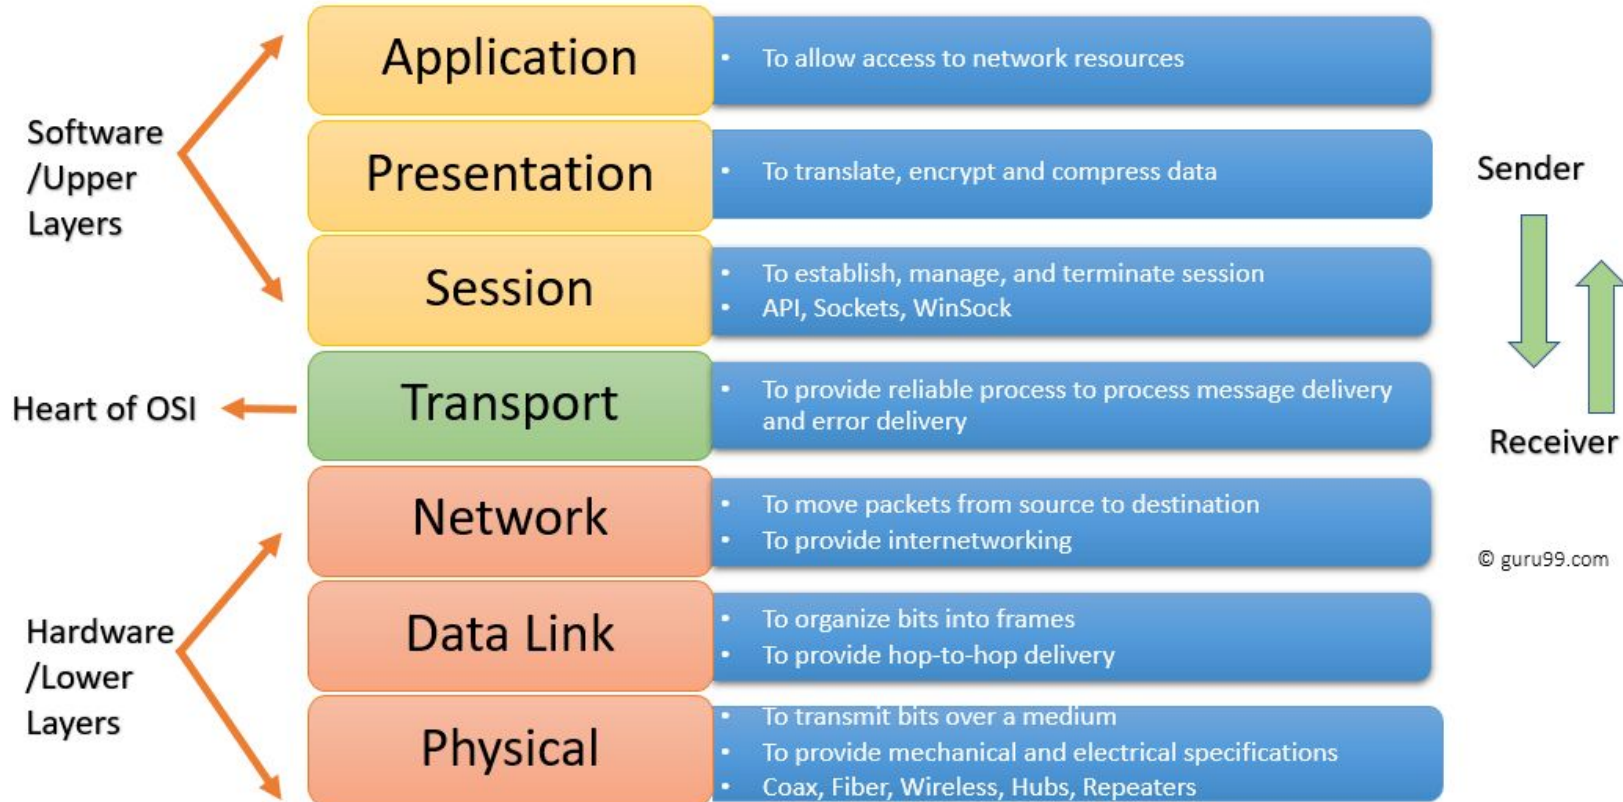 Application
• To allow access to network resources
Software
/Upper
Layers
Presentation
• To translate, encrypt and compress data
Sender
Session
• To establish, manage, and terminate session
• API, Sockets, WinSock
Heart of OSI
Transport
• To provide reliable process to process message delivery
and error delivery
Receiver
Network
• To move packets from source to destination
• To provide internetworking
© guru99.com
Hardware
/Lower
Layers
Data Link
• To organize bits into frames
• To provide hop-to-hop delivery
Physical
• To transmit bits over a medium
• To provide mechanical and electrical specifications
• Coax, Fiber, Wireless, Hubs, Repeaters